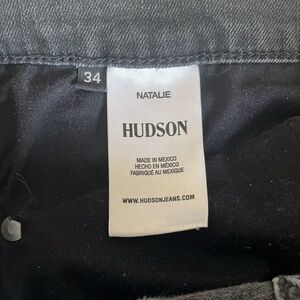 34
NATALIE
HUDSON
MADE IN MEXICO
HECHO EN MÉXICO
FABRIQUÉ AU MEXIQUE
WWW.HUDSONJEANS.COM